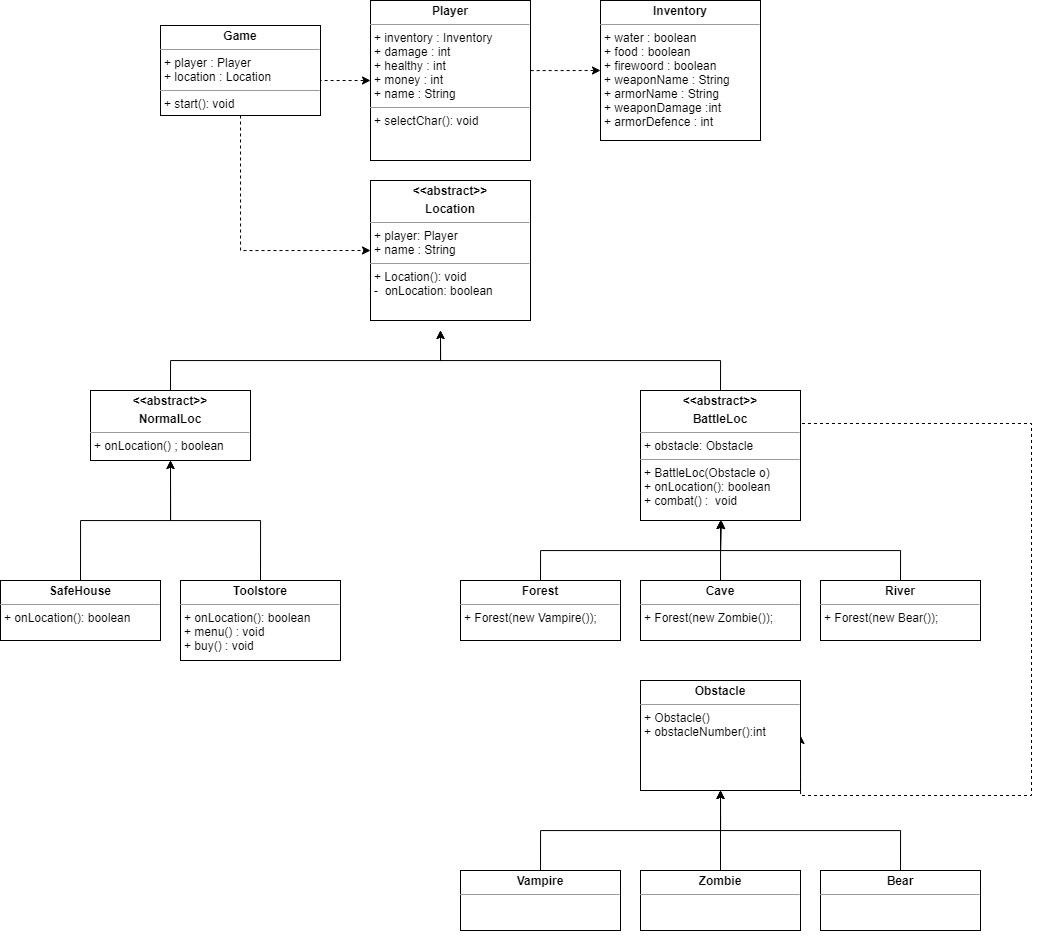 Game
+ player : Player
+ location : Location
+ start(): void
Player
+ inventory : Inventory
+ damage : int
+ healthy : int
+ money : int
+ name : String
+ selectChar(): void
Inventory
+ water : boolean
+ food : boolean
+ firewoord : boolean
+ weaponName : String
+ armorName : String
+ weaponDamage :int
+ armorDefence : int
<<abstract>>
Location
+ player: Player
+ name : String
+ Location(): void
- onLocation: boolean
<<abstract>>
NormalLoc
+ onLocation() ; boolean
<<abstract>>
BattleLoc
+ obstacle: Obstacle
+ BattleLoc(Obstacle o)
+ onLocation(): boolean
+ combat() : void
SafeHouse
+ onLocation(): boolean
Toolstore
+ onLocation(): boolean
+ menu() : void
+ buy() : void
Forest
+ Forest(new Vampire());
Cave
+ Forest(new Zombie());
River
+ Forest(new Bear());
Obstacle
+ Obstacle()
+ obstacleNumber():int
Vampire
Zombie
Bear